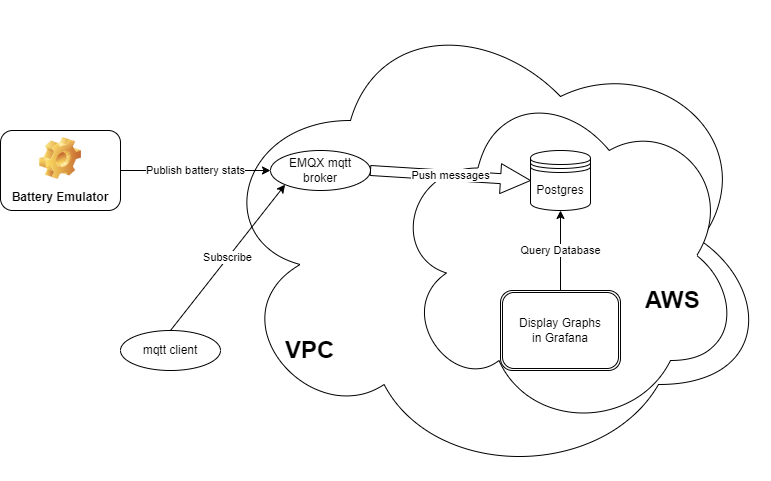 Battery Emulator
Publish battery stats
EMQX mqtt
broker
Push messages
Postgres
Subscribe
Query Database
mqtt client
VPC
Display Graphs
in Grafana
AWS